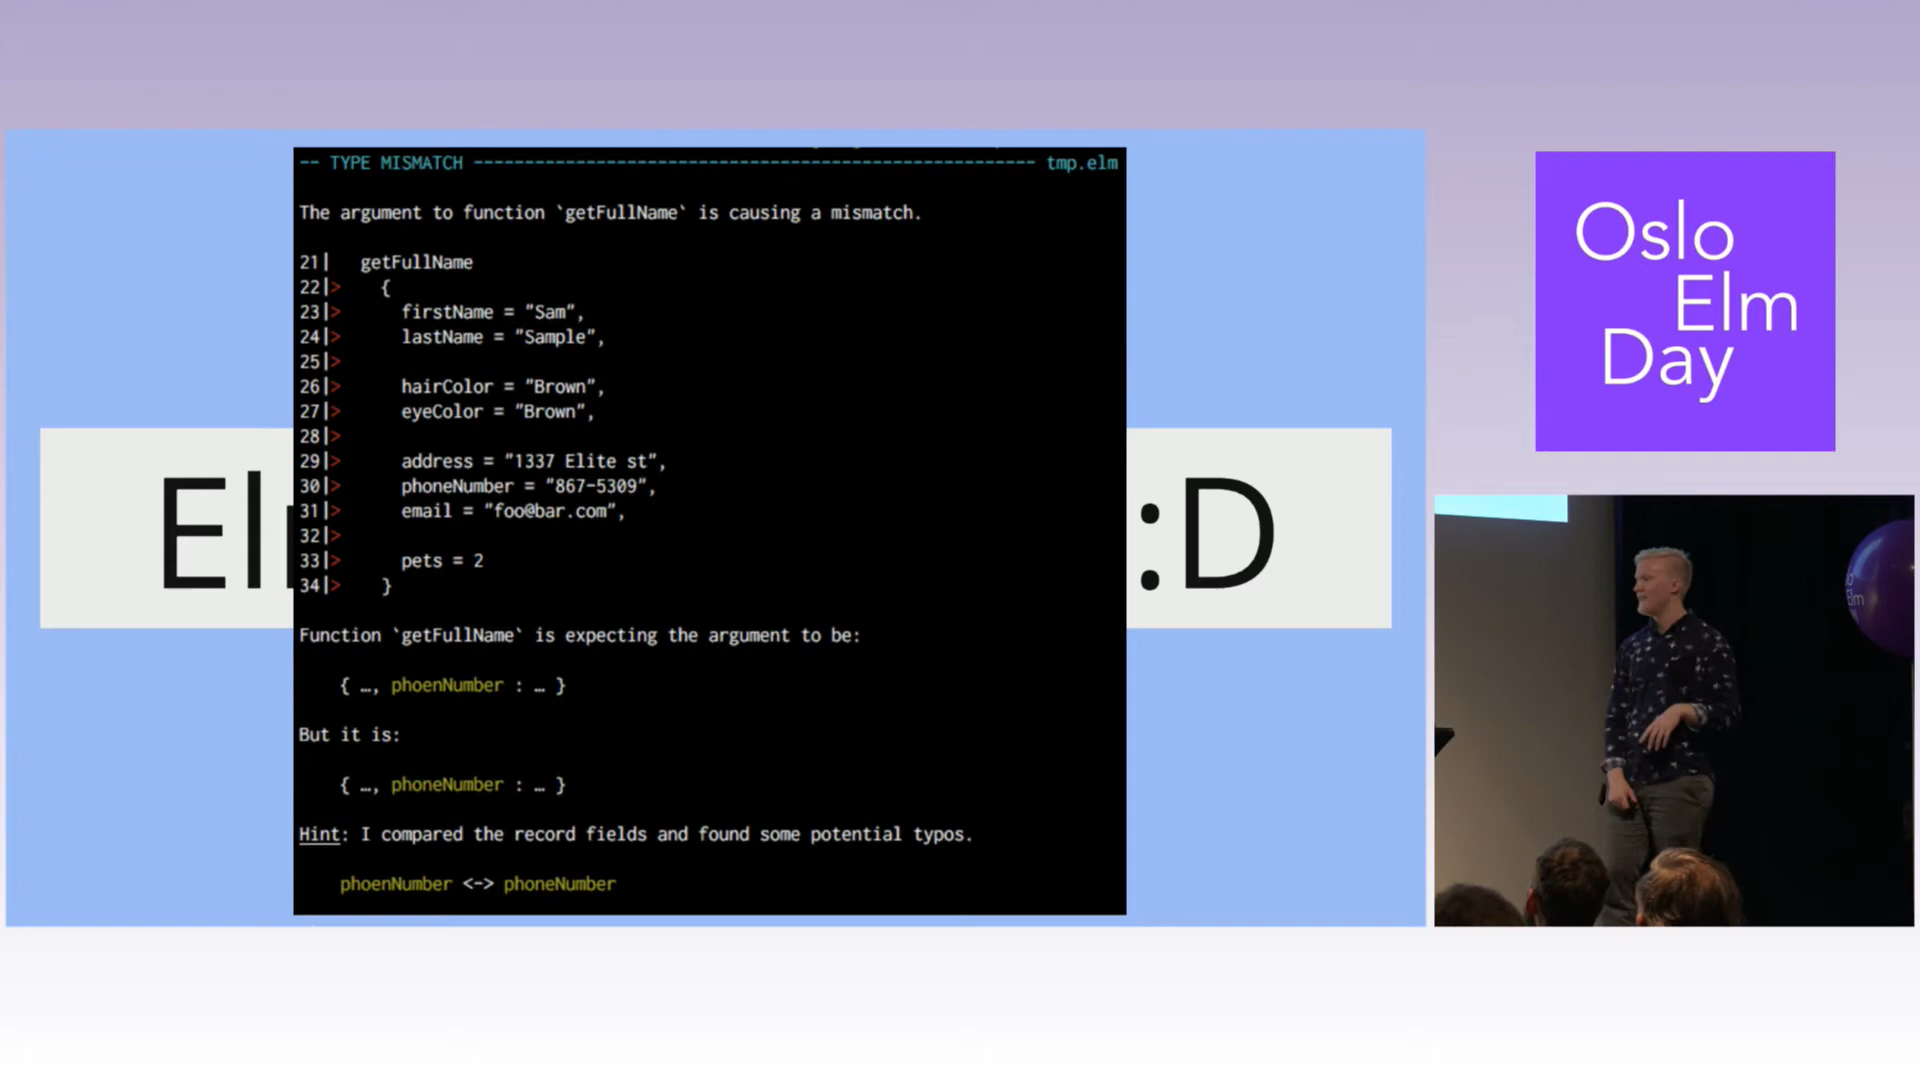 -- TYPE MISMATCH ------------------------------------------------------- tmp.elm
The argument to function `getFullName` is causing a mismatch.
21|   getFullName
22|>    {
23|>      firstName = "Sam",
24|>      lastName = "Sample",
25|>
26|>      hairColor = "Brown",
27|>      eyeColor = "Brown",
28|>
29|>      address = "1337 Elite st",
30|>      phoneNumber = "867-5309",
31|>      email = "foo@bar.com",
32|>
33|>      pets = 2
34|>    }
Function `getFullName` is expecting the argument to be:
{ …, phoenNumber : … }
But it is:
{ …, phoneNumber : … }
Hint: I compared the record fields and found some potential typos.
phoenNumber <-> phoneNumber
:D
Oslo
Elm
Day
Elm